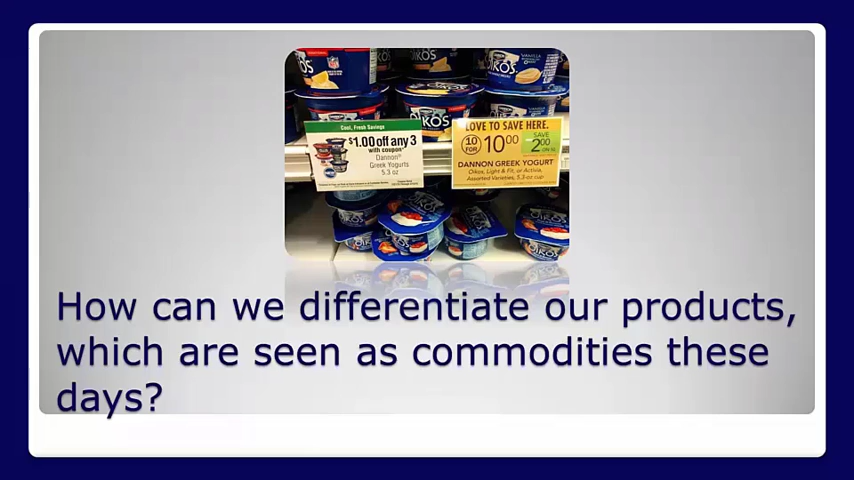 OIKOS
OIKOS
Cool, Fresh Savings
$1.00 off any 3
with coupon
Dannon®
Greek Yogurts
5.3 oz
LOVE TO SAVE HERE.
10 FOR 10 00 SAVE 2 00
DANNON GREEK YOGURT
Oikos, Light & Fit, or Activia,
Assorted Varieties, 5.3-oz cup
OIKOS
OIKOS
How can we differentiate our products,
which are seen as commodities these
days?